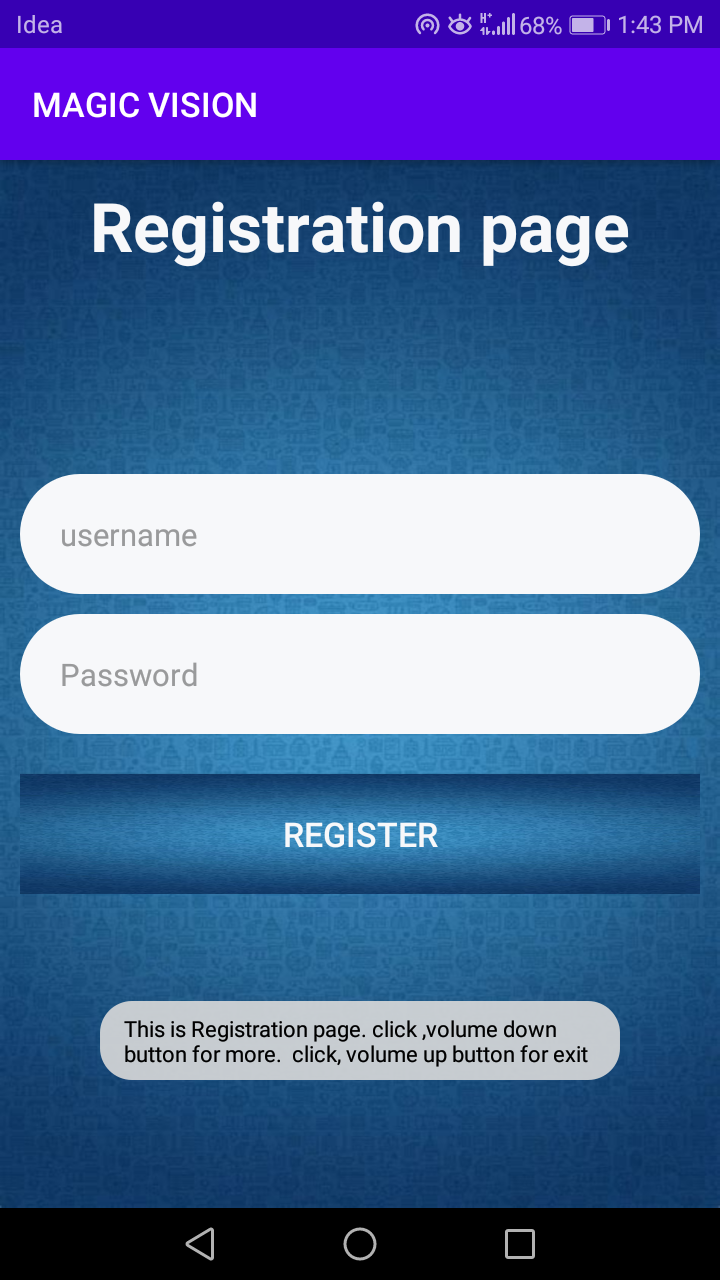 Idea H+ 68% 1:43 PM
MAGIC VISION
Registration page
username
Password
REGISTER
This is Registration page. click ,volume down
button for more.  click, volume up button for exit